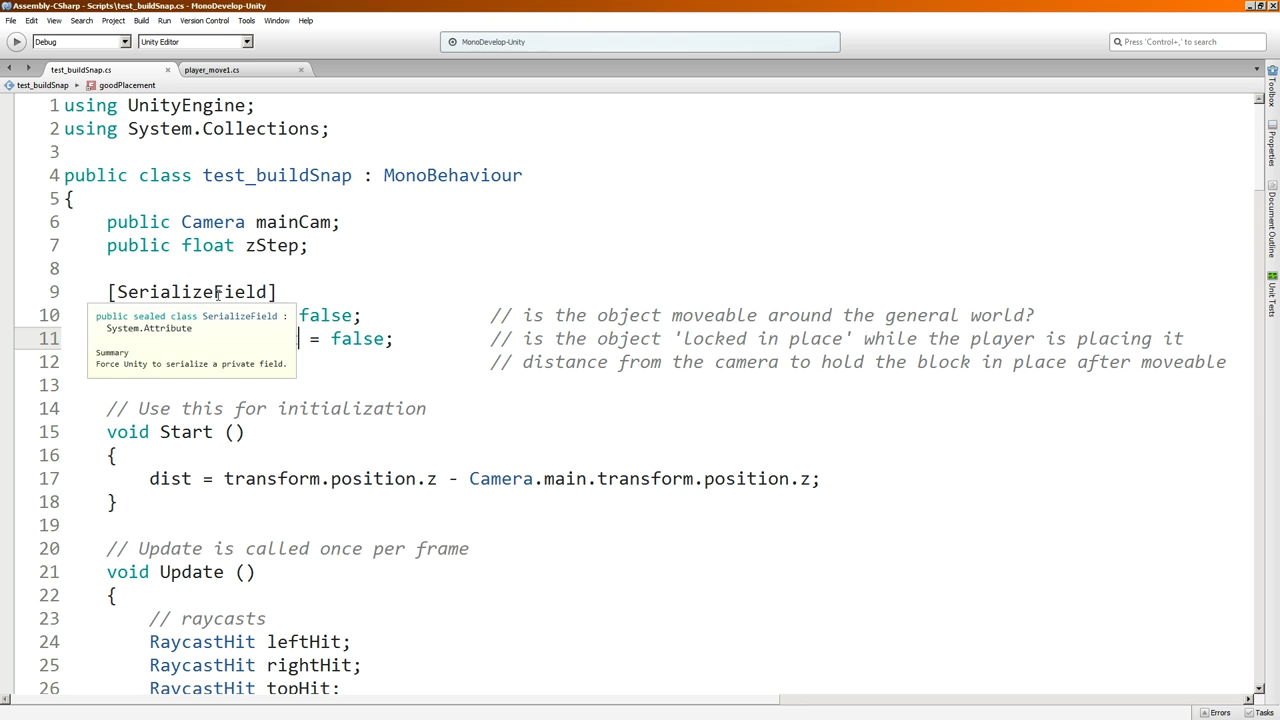 Assembly-CSharp - Scripts\test_buildSnap.cs - MonoDevelop-Unity
File Edit View Search Project Build Run Version Control Tools Window Help
Debug Unity Editor MonoDevelop-Unity Press 'Control+,' to search
test_buildSnap.cs player_move1.cs
test_buildSnap goodPlacement
1 using UnityEngine;
2 using System.Collections;
3
4 public class test_buildSnap : MonoBehaviour
5 {
6 public Camera mainCam;
7 public float zStep;
8
9 [SerializeField]
10 false; // is the object moveable around the general world?
11 = false; // is the object 'locked in place' while the player is placing it
12 // distance from the camera to hold the block in place after moveable
public sealed class SerializeField :
System.Attribute
Summary
Force Unity to serialize a private field.
13
14 // Use this for initialization
15 void Start ()
16 {
17 dist = transform.position.z - Camera.main.transform.position.z;
18 }
19
20 // Update is called once per frame
21 void Update ()
22 {
23 // raycasts
24 RaycastHit leftHit;
25 RaycastHit rightHit;
26 RaycastHit topHit;
Toolbox
Properties
Document Outline
Unit Tests
Errors Tasks